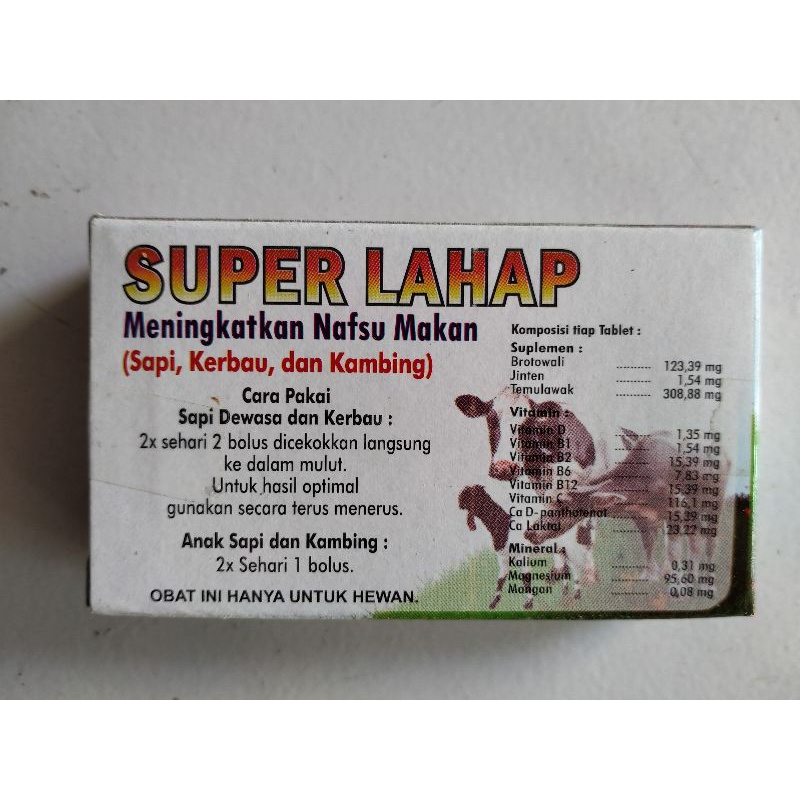 SUPER LAHAP
Meningkatkan Nafsu Makan
(Sapi, Kerbau, dan Kambing)
Cara Pakai
Sapi Dewasa dan Kerbau :
2x sehari 2 bolus dicekokkan langsung
ke dalam mulut.
Untuk hasil optimal
gunakan secara terus menerus.
Anak Sapi dan Kambing :
2x Sehari 1 bolus.
OBAT INI HANYA UNTUK HEWAN.
Komposisi tiap Tablet :
Suplemen :
Brotowali ........ 123,39 mg
Jinten ........ 1,54 mg
Temulawak ........ 308,88 mg
Vitamin :
Vitamin D ........ 1,35 mg
Vitamin B1 ........ 1,54 mg
Vitamin B2 ........ 15,39 mg
Vitamin B6 ........ 7,83 mg
Vitamin B12 ........ 15,39 mg
Vitamin C ........ 116,1 mg
Ca D-panthotenat ........ 15,39 mg
Ca Laktat ........ 23,22 mg
Mineral :
Kalium ........ 0,31 mg
Magnesium ........ 95,60 mg
Mangan ........ 0,08 mg